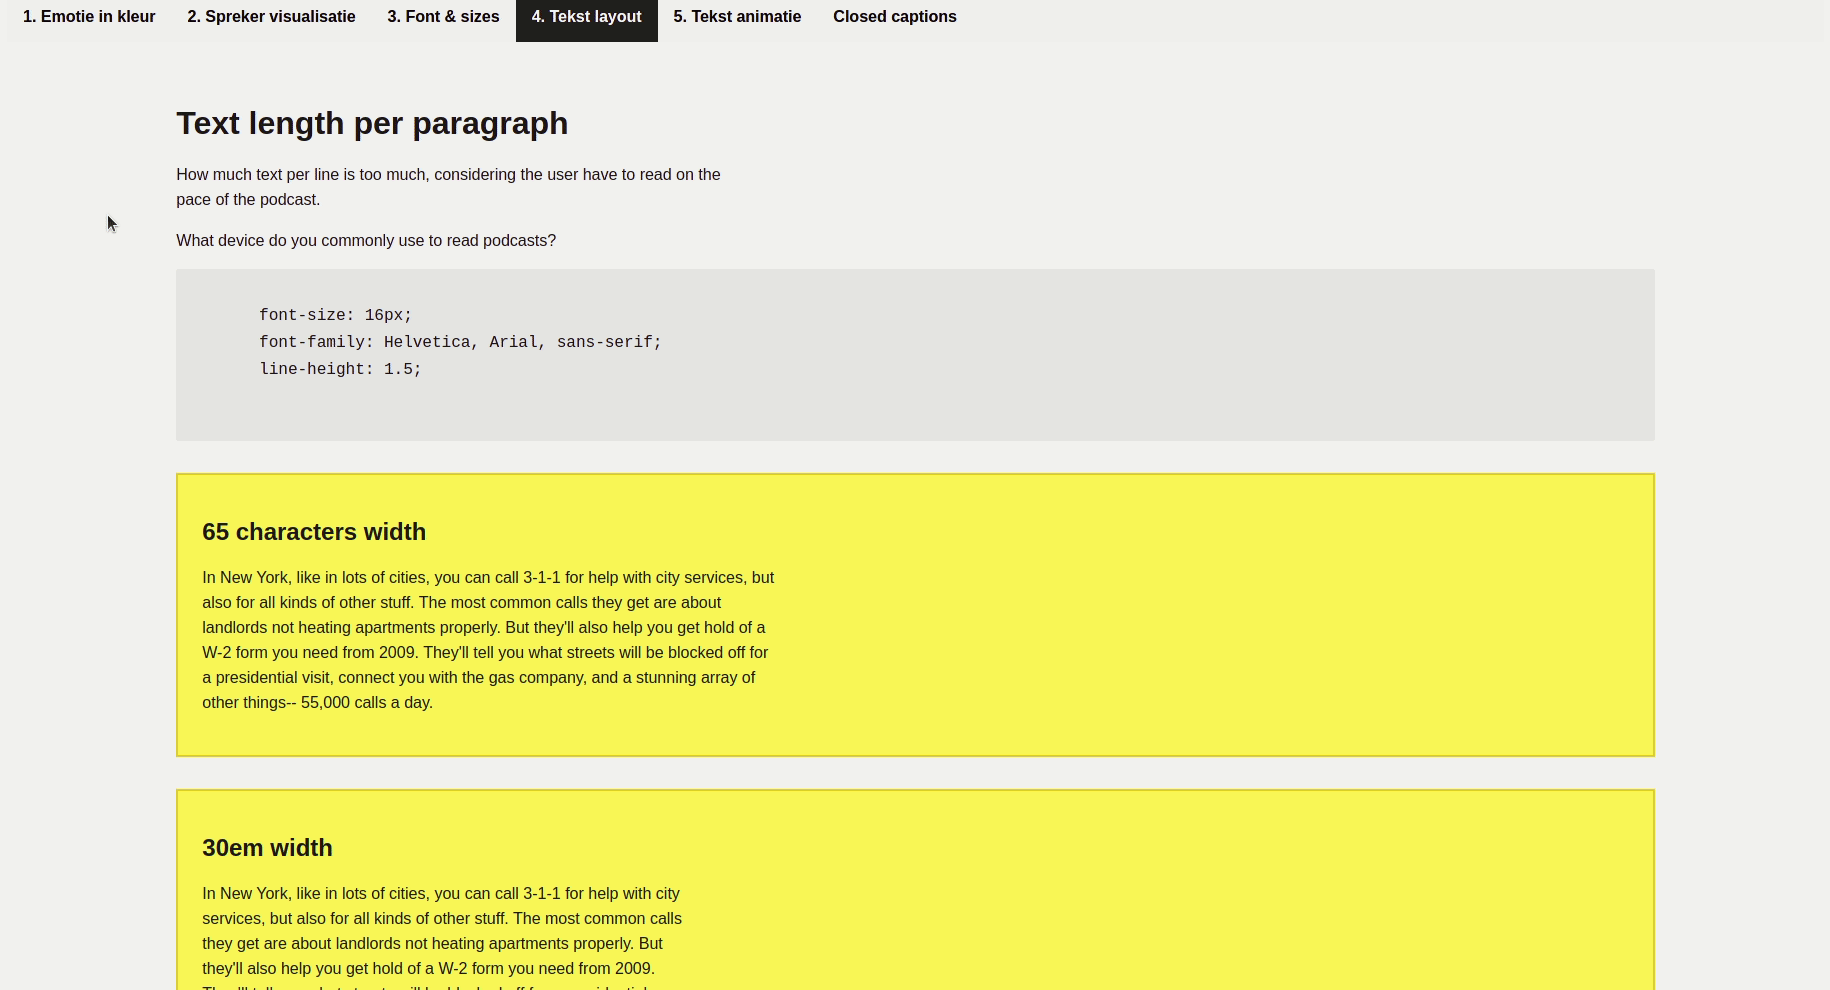 1. Emotie in kleur 2. Spreker visualisatie 3. Font & sizes 4. Tekst layout 5. Tekst animatie Closed captions
Text length per paragraph
How much text per line is too much, considering the user have to read on the
pace of the podcast.
What device do you commonly use to read podcasts?
font-size: 16px;
font-family: Helvetica, Arial, sans-serif;
line-height: 1.5;
65 characters width
In New York, like in lots of cities, you can call 3-1-1 for help with city services, but
also for all kinds of other stuff. The most common calls they get are about
landlords not heating apartments properly. But they'll also help you get hold of a
W-2 form you need from 2009. They'll tell you what streets will be blocked off for
a presidential visit, connect you with the gas company, and a stunning array of
other things-- 55,000 calls a day.
30em width
In New York, like in lots of cities, you can call 3-1-1 for help with city
services, but also for all kinds of other stuff. The most common calls
they get are about landlords not heating apartments properly. But
they'll also help you get hold of a W-2 form you need from 2009.